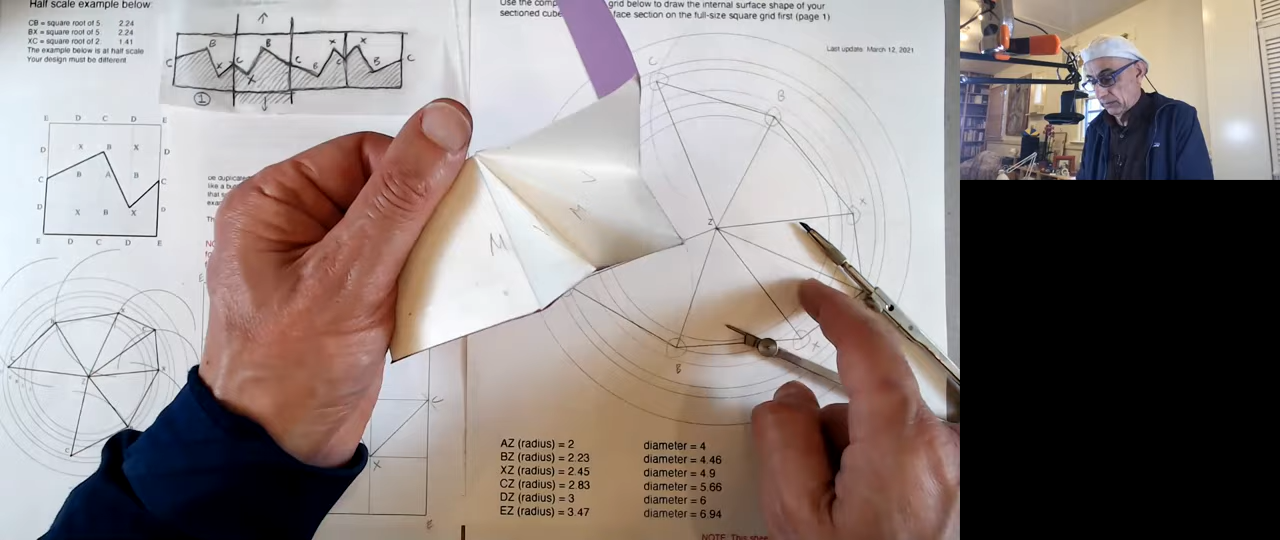 Half scale example below:
CB = square root of 5: 2.24
BX = square root of 5: 2.24
XC = square root of 2: 1.41
The example below is at half scale
Your design must be different
C B X C X B C B X C X B C
①
Use the grid below to draw the internal surface shape of your
sectioned cube face section on the full-size square grid first (page 1)
Last update: March 12, 2021
E D C D E
D X B X D
C B A B C
D X B X D
E D C D E
C
B
X
Z
X
B
M
V
M
V
C
X
E
AZ (radius) = 2 diameter = 4
BZ (radius) = 2.23 diameter = 4.46
XZ (radius) = 2.45 diameter = 4.9
CZ (radius) = 2.83 diameter = 5.66
DZ (radius) = 3 diameter = 6
EZ (radius) = 3.47 diameter = 6.94
NOTE: This